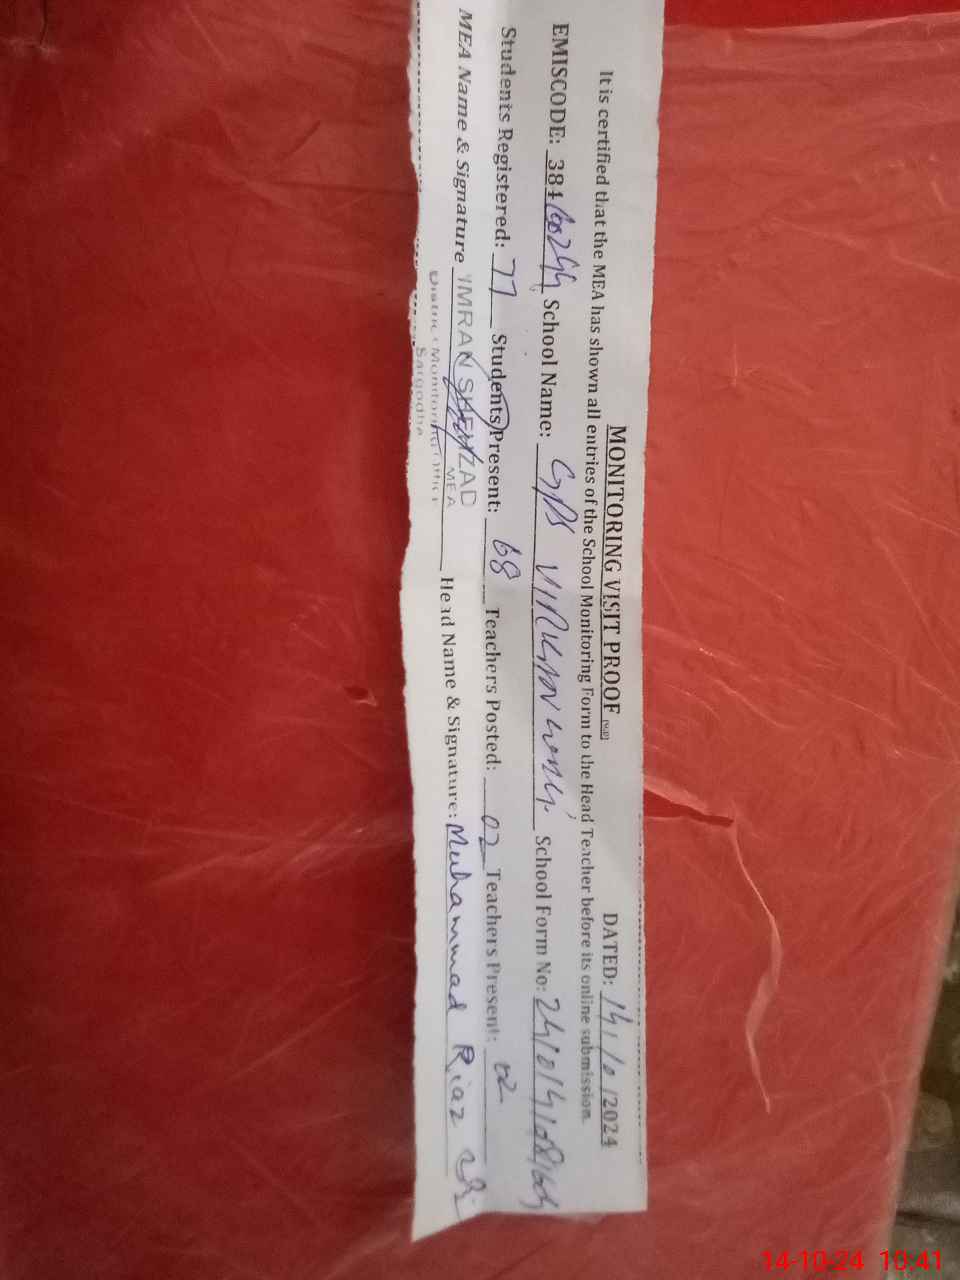 MONITORING VISIT PROOF DATED: 14/10/2024
It is certified that the MEA has shown all entries of the School Monitoring Form to the Head Teacher before its online submission.
EMISCODE: 381 School Name: GPS School Form No:
Students Registered: 77 Students Present: 68 Teachers Posted: 02 Teachers Present: 02
MEA Name & Signature IMRAN SHEHZAD Head Name & Signature: Muhammad Riaz
MEA
District Monitoring Office
Sargodha
14-10-24 10:41